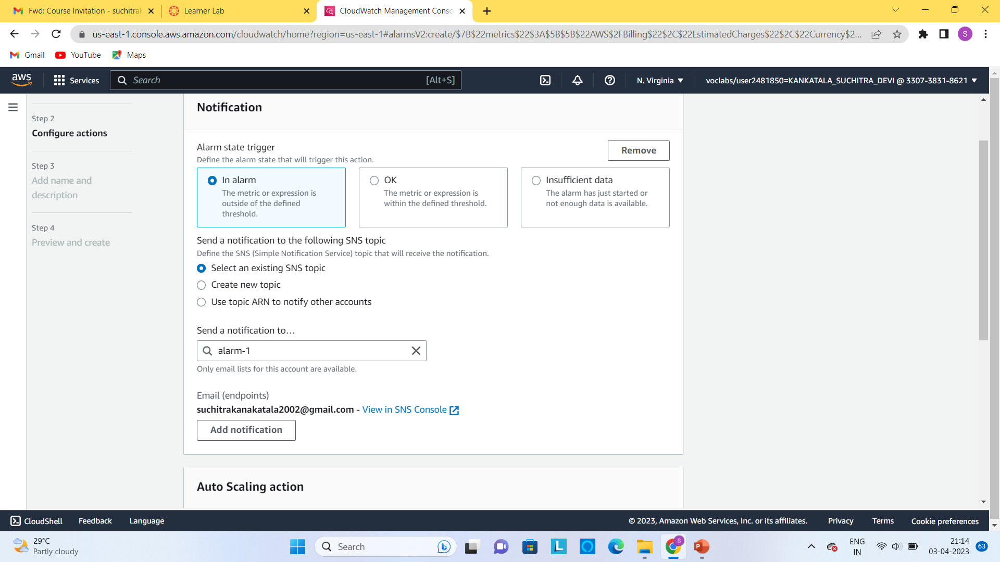 Fwd: Course Invitation - suchitrak
Learner Lab
CloudWatch Management Conso
us-east-1.console.aws.amazon.com/cloudwatch/home?region=us-east-1#alarmsV2:create/$7B$22metrics$22$3A$5B$5B$22AWS$2FBilling$22$2C$22EstimatedCharges$22$2C$22Currency$2...
S
Gmail
YouTube
Maps
aws
Services
Search
[Alt+S]
N. Virginia
voclabs/user2481850=KANKATALA_SUCHITRA_DEVI @ 3307-3831-8621
Step 2
Configure actions
Step 3
Add name and
description
Step 4
Preview and create
Notification
Alarm state trigger
Define the alarm state that will trigger this action.
Remove
In alarm
The metric or expression is
outside of the defined
threshold.
OK
The metric or expression is
within the defined threshold.
Insufficient data
The alarm has just started or
not enough data is available.
Send a notification to the following SNS topic
Define the SNS (Simple Notification Service) topic that will receive the notification.
Select an existing SNS topic
Create new topic
Use topic ARN to notify other accounts
Send a notification to…
alarm-1
Only email lists for this account are available.
Email (endpoints)
suchitrakanakatala2002@gmail.com - View in SNS Console
Add notification
Auto Scaling action
CloudShell
Feedback
Language
© 2023, Amazon Web Services, Inc. or its affiliates.
Privacy
Terms
Cookie preferences
29°C
Partly cloudy
Search
ENG
IN
21:14
03-04-2023
63